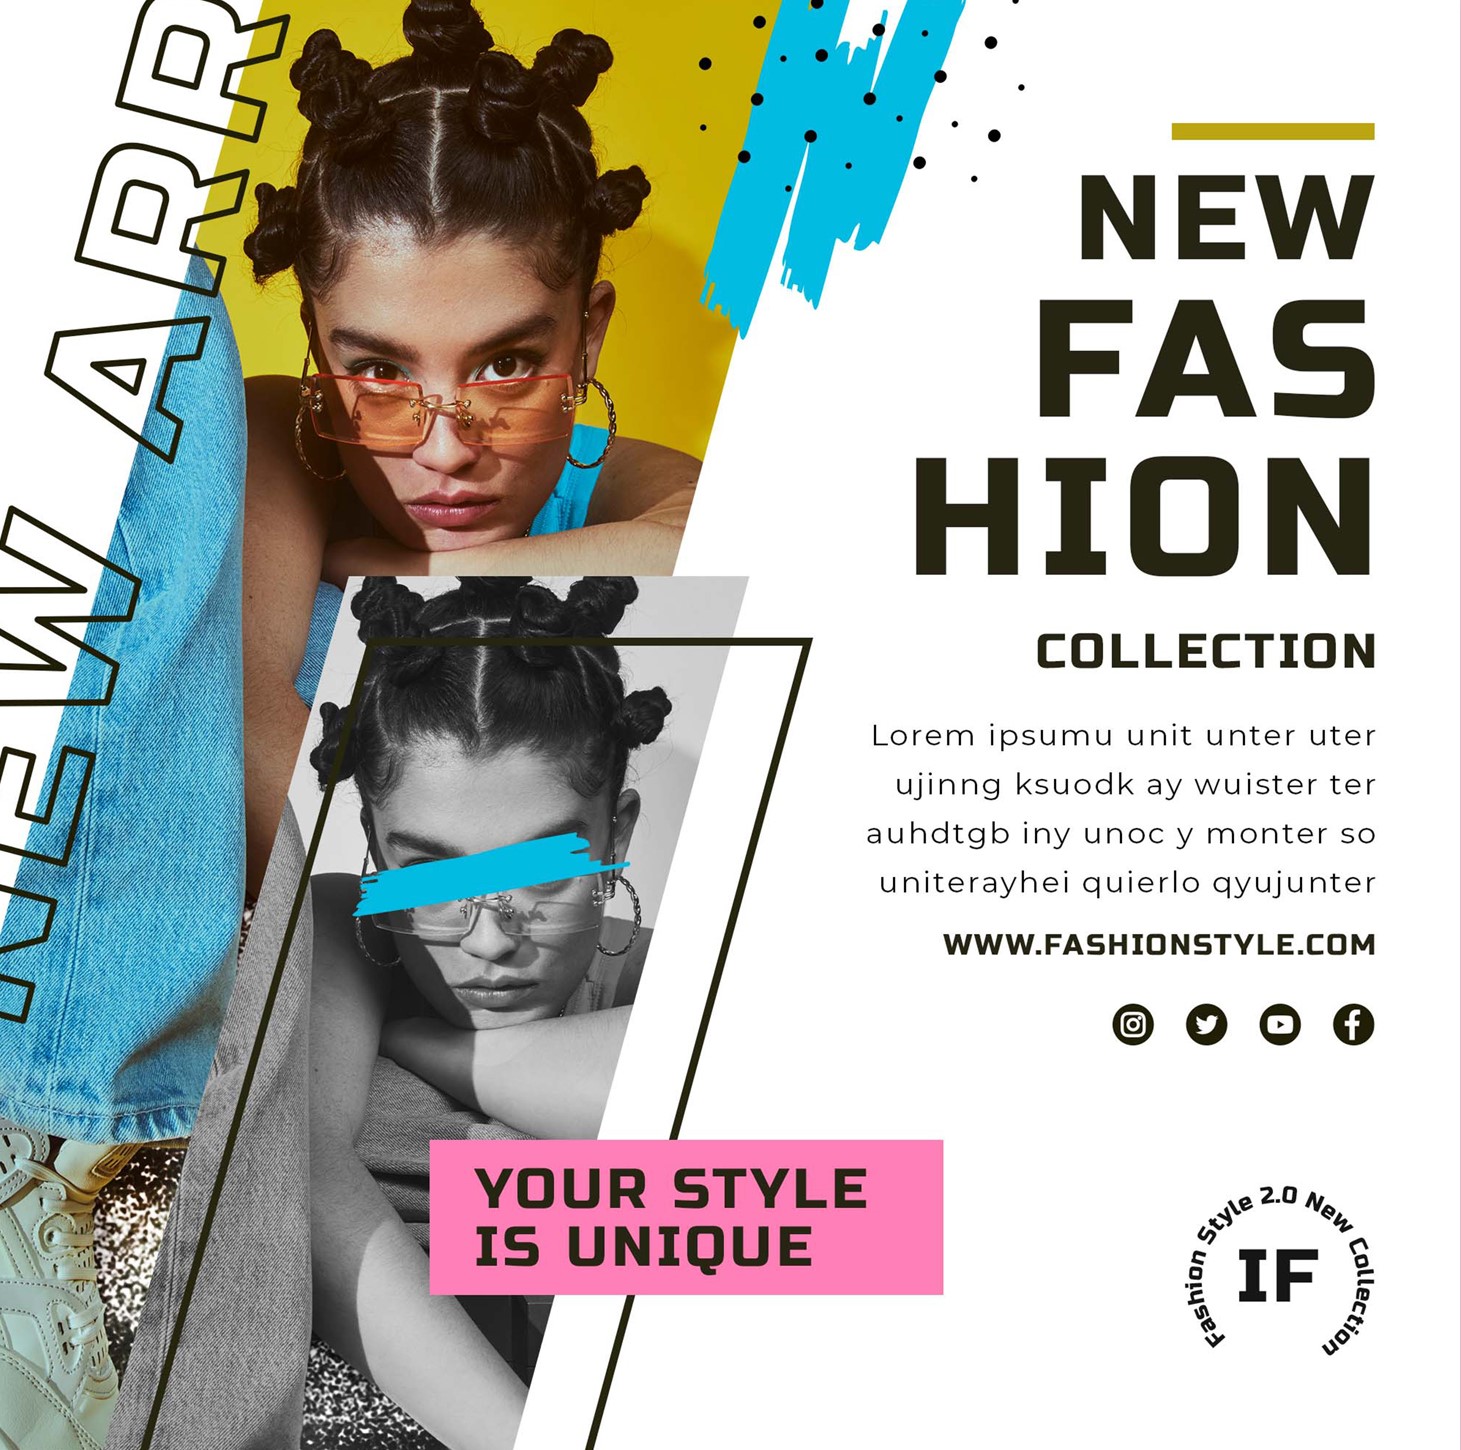 NEW ARR
NEW
NEW
FAS
HION
COLLECTION
Lorem ipsumu unit unter uter
ujinng ksuodk ay wuister ter
auhdtgb iny unoc y monter so
uniterayhei quierlo qyujunter
WWW.FASHIONSTYLE.COM
YOUR STYLE
IS UNIQUE
Fashion Style 2.0 New Collection
IF